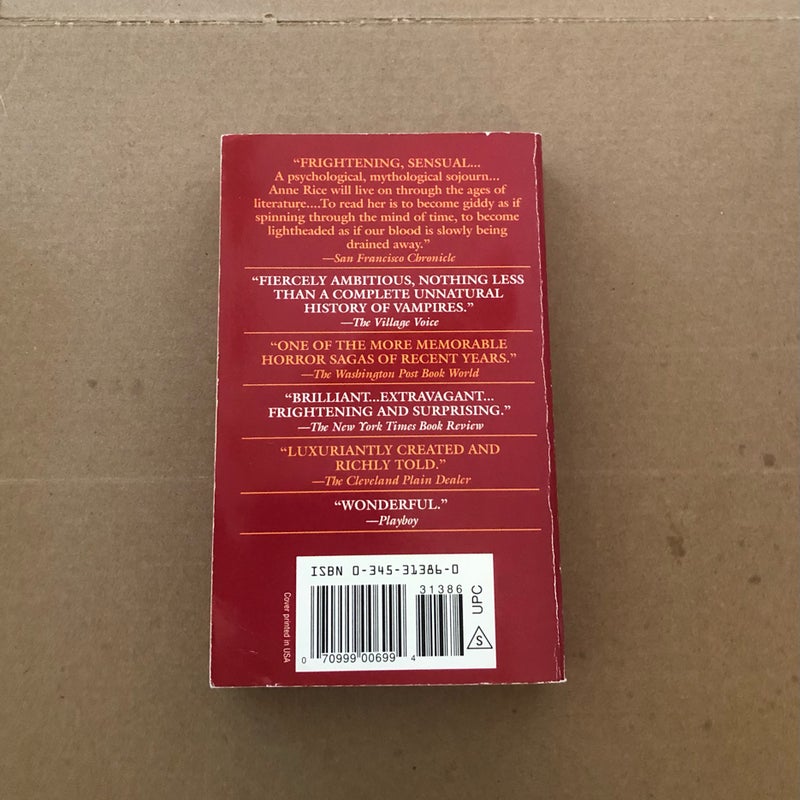 “FRIGHTENING, SENSUAL...
A psychological, mythological sojourn...
Anne Rice will live on through the ages of
literature....To read her is to become giddy as if
spinning through the mind of time, to become
lightheaded as if our blood is slowly being
drained away.”
—San Francisco Chronicle
“FIERCELY AMBITIOUS, NOTHING LESS
THAN A COMPLETE UNNATURAL
HISTORY OF VAMPIRES.”
—The Village Voice
“ONE OF THE MORE MEMORABLE
HORROR SAGAS OF RECENT YEARS.”
—The Washington Post Book World
“BRILLIANT...EXTRAVAGANT...
FRIGHTENING AND SURPRISING.”
—The New York Times Book Review
“LUXURIANTLY CREATED AND
RICHLY TOLD.”
—The Cleveland Plain Dealer
“WONDERFUL.”
—Playboy
ISBN 0-345-31386-0
31386
0 70999 00699 4
UPC
S
Cover printed in USA